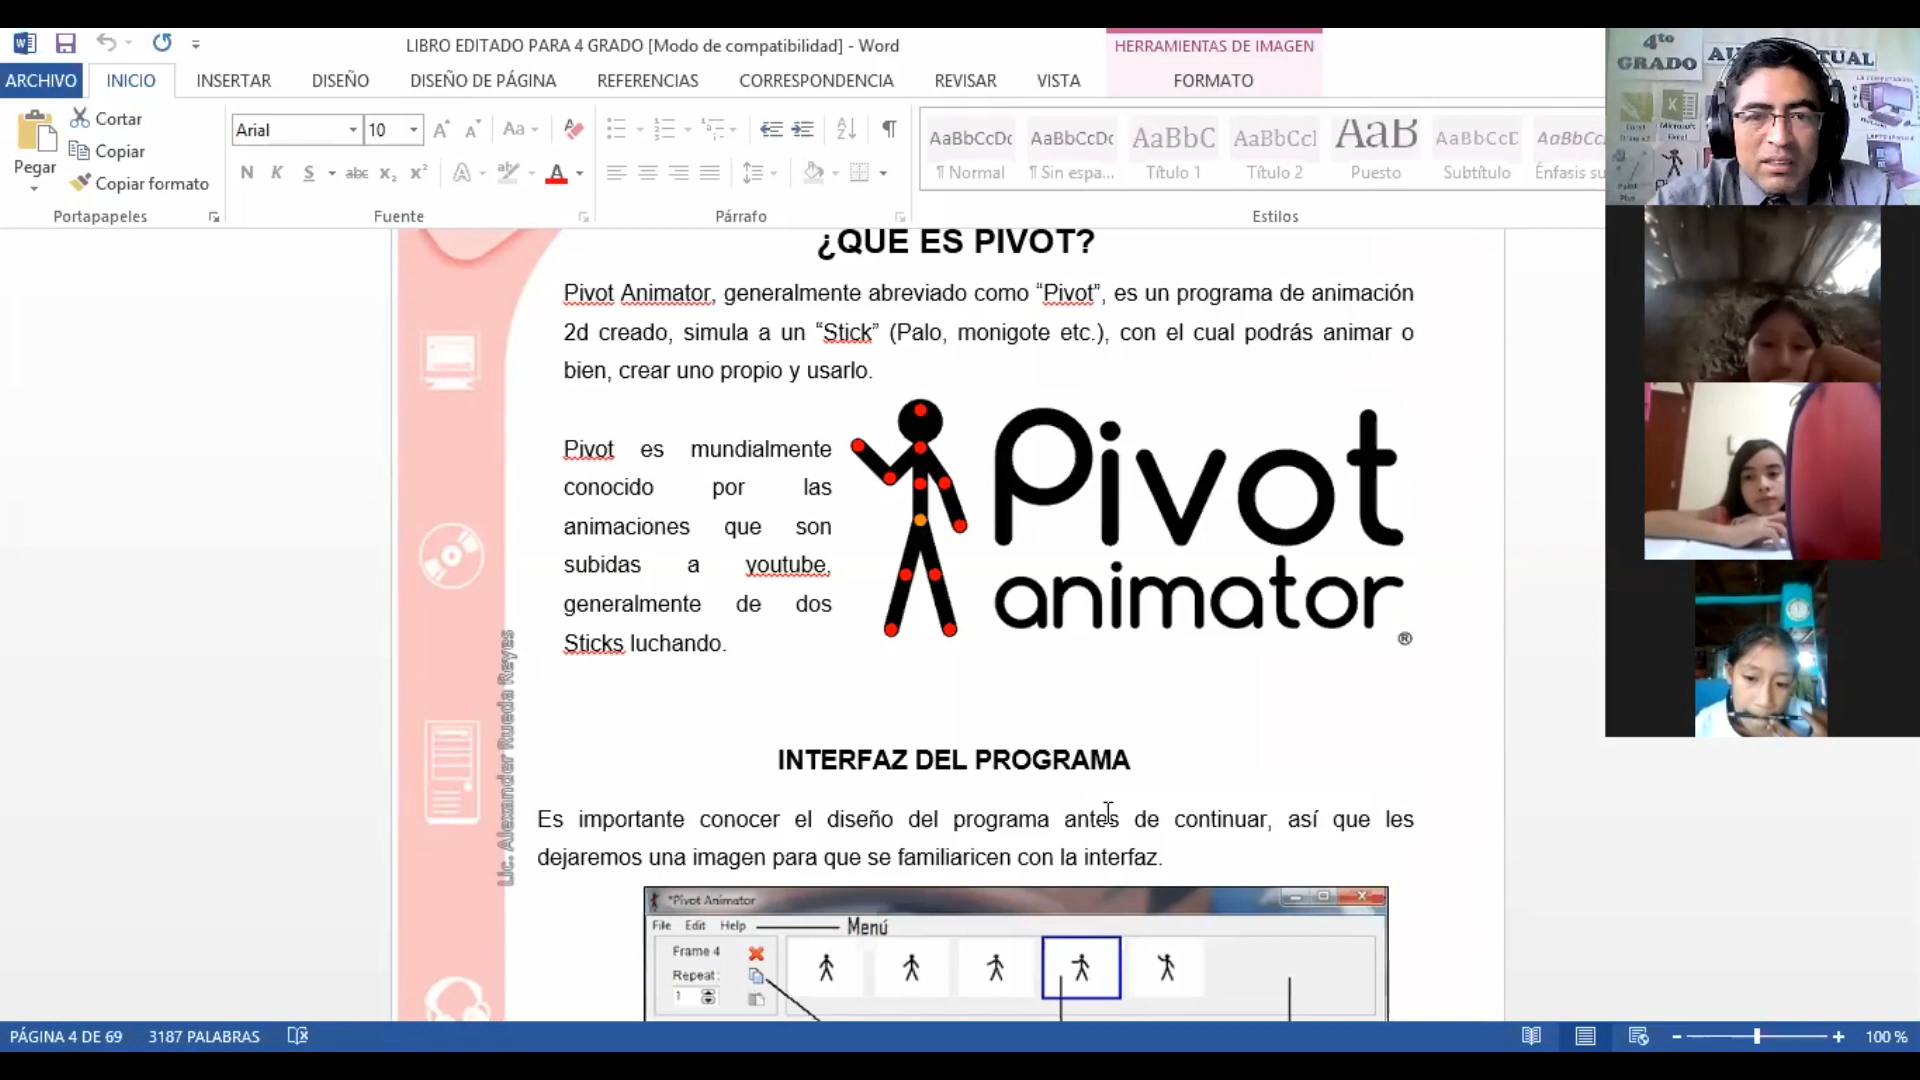 LIBRO EDITADO PARA 4 GRADO [Modo de compatibilidad] - Word
HERRAMIENTAS DE IMAGEN
ARCHIVO INICIO INSERTAR DISEÑO DISEÑO DE PÁGINA REFERENCIAS CORRESPONDENCIA REVISAR VISTA FORMATO
Pegar
Cortar
Copiar
Copiar formato
Portapapeles
Arial 10
Aa
N K S abc x₂ x²
A aby A
Fuente
Párrafo
AaBbCcDc AaBbCcDc AaBbC AaBbCcl AaB AaBbCcD AaBbCc
¶ Normal ¶ Sin espa... Título 1 Título 2 Puesto Subtítulo Énfasis su
Estilos
4to
GRADO
¿QUE ES PIVOT?
Pivot Animator, generalmente abreviado como “Pivot”, es un programa de animación
2d creado, simula a un “Stick” (Palo, monigote etc.), con el cual podrás animar o
bien, crear uno propio y usarlo.
Pivot es mundialmente
conocido por las
animaciones que son
subidas a youtube,
generalmente de dos
Sticks luchando.
Pivot
animator
®
Lic. Alexander Rueda Reyes
INTERFAZ DEL PROGRAMA
Es importante conocer el diseño del programa antes de continuar, así que les
dejaremos una imagen para que se familiaricen con la interfaz.
*Pivot Animator
File Edit Help Menú
Frame 4
Repeat:
1
PÁGINA 4 DE 69 3187 PALABRAS 100 %